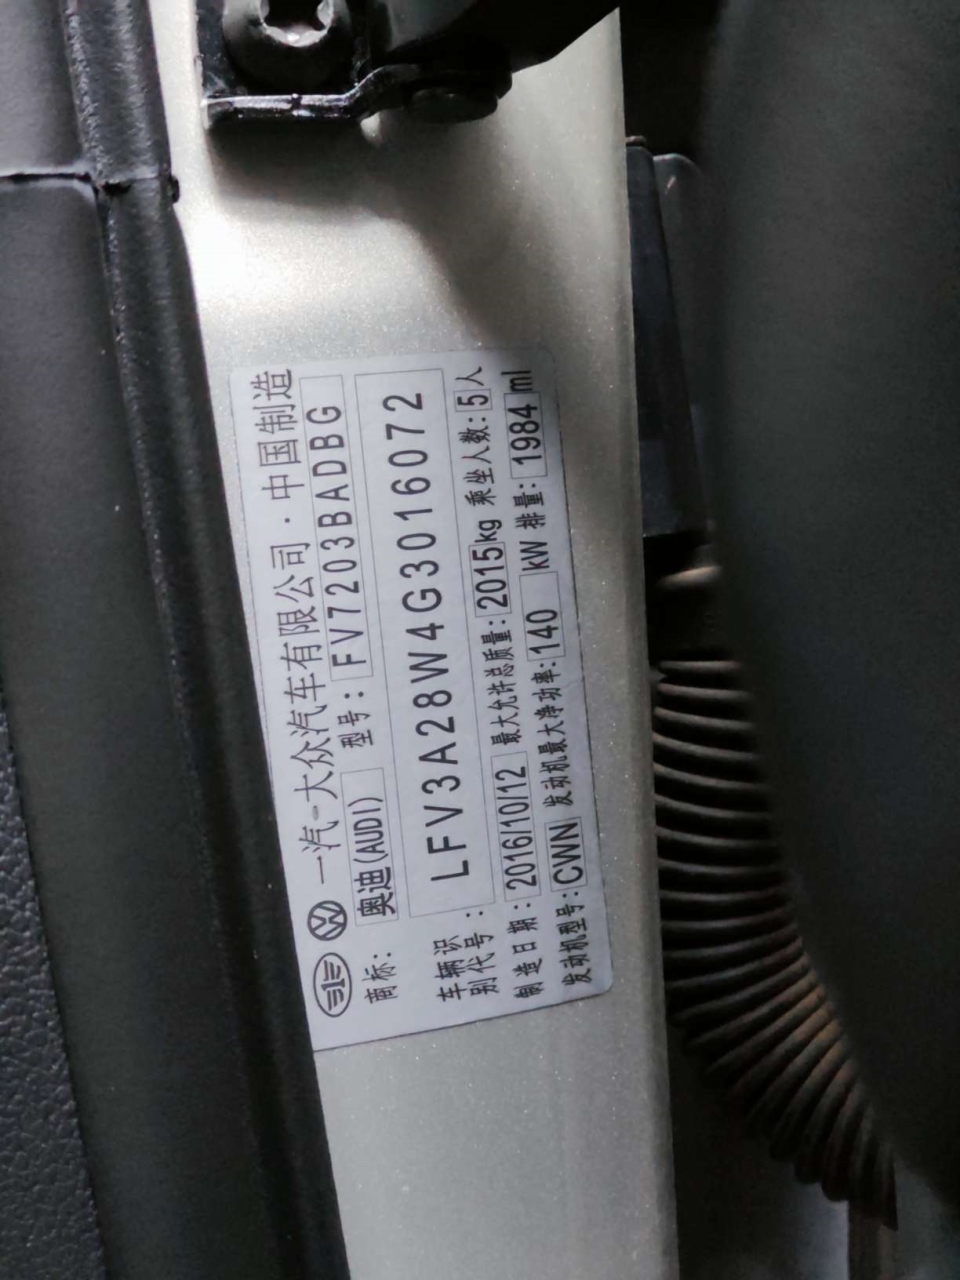 一汽-大众汽车有限公司·中国制造
商标: 奥迪(AUDI) 型号: FV7203BADBG
车辆识别代号: LFV3A28W4G3016072
制造日期: 2016/10/12 最大允许总质量: 2015kg 乘坐人数: 5人
发动机型号: CWN 发动机最大净功率: 140 kW 排量: 1984 ml